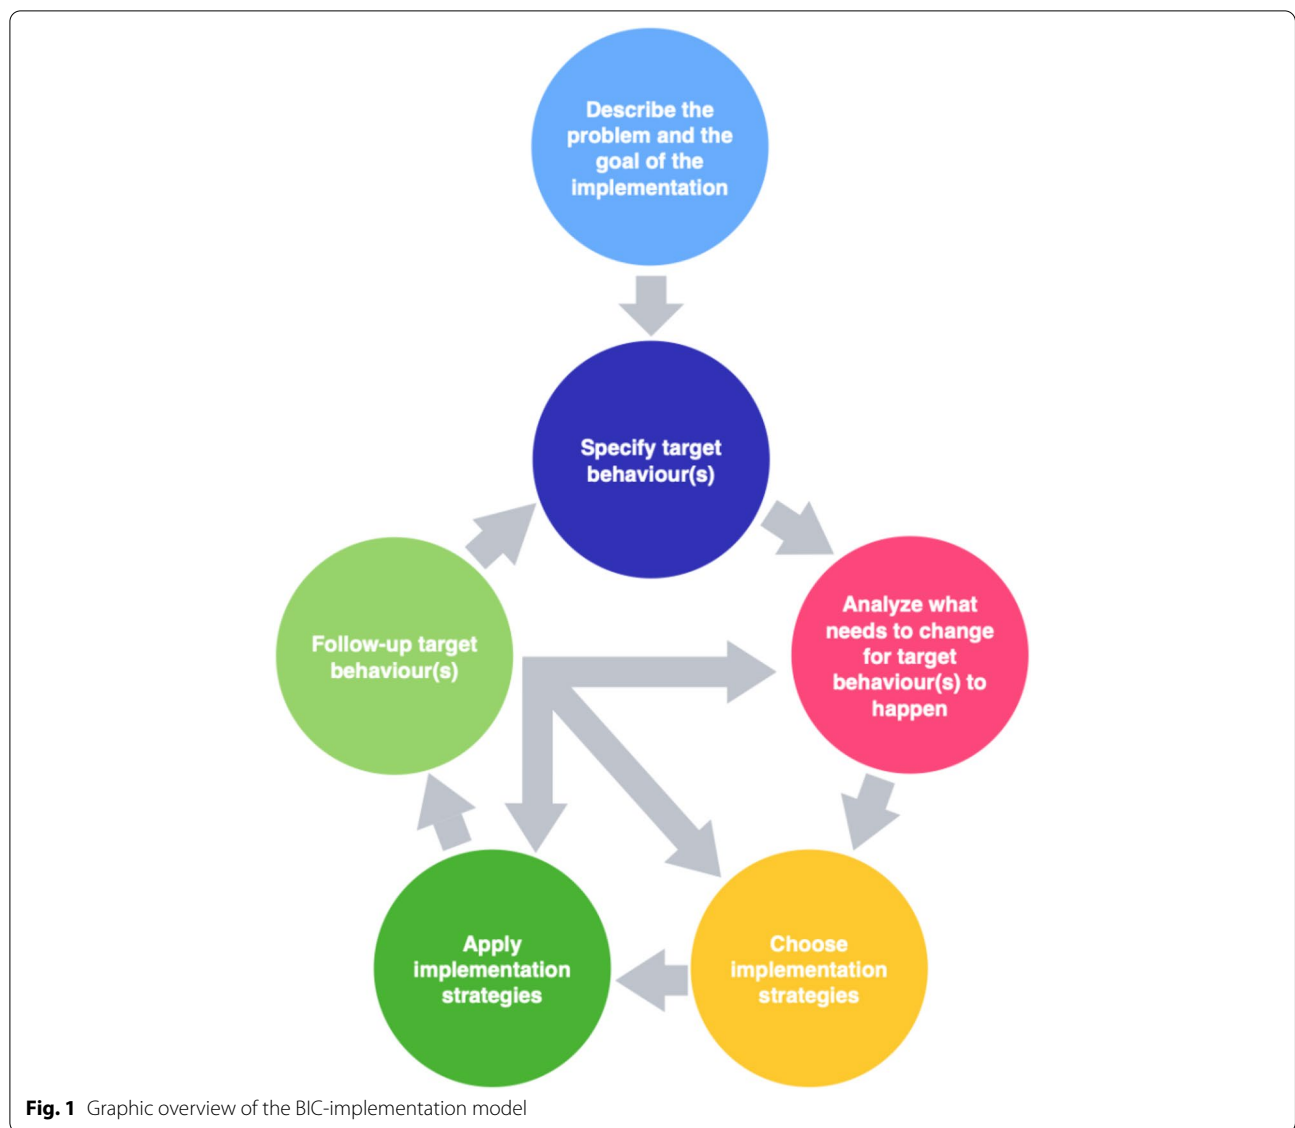 Describe the
problem and the
goal of the
implementation
Specify target
behaviour(s)
Analyze what
needs to change
for target
behaviour(s) to
happen
Choose
implementation
strategies
Apply
implementation
strategies
Follow-up target
behaviour(s)
Fig. 1 Graphic overview of the BIC-implementation model